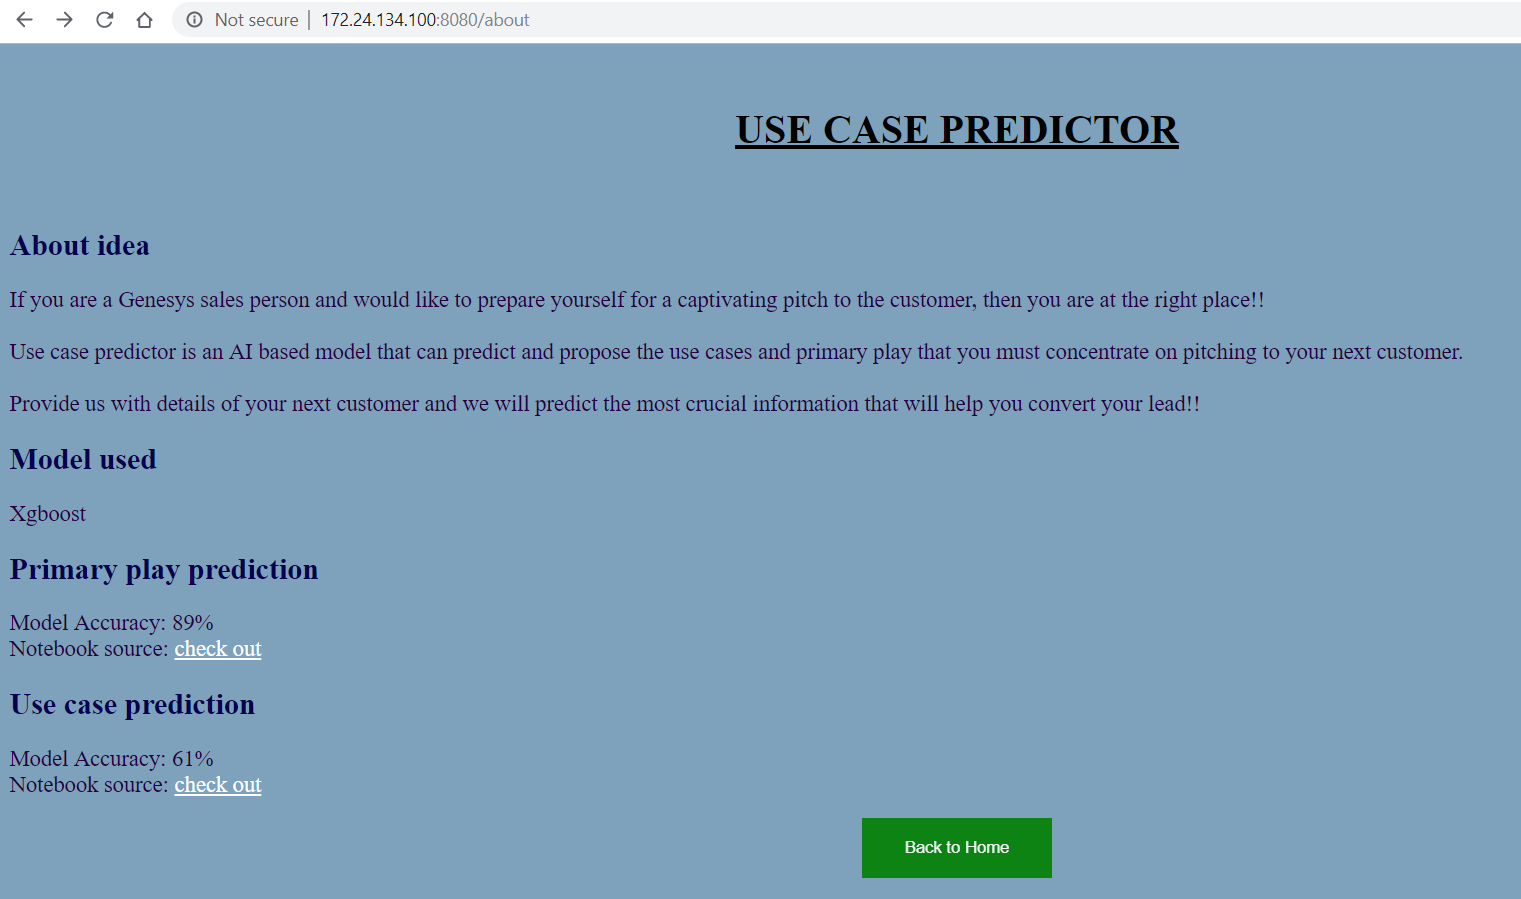 Not secure | 172.24.134.100:8080/about
USE CASE PREDICTOR
About idea
If you are a Genesys sales person and would like to prepare yourself for a captivating pitch to the customer, then you are at the right place!!
Use case predictor is an AI based model that can predict and propose the use cases and primary play that you must concentrate on pitching to your next customer.
Provide us with details of your next customer and we will predict the most crucial information that will help you convert your lead!!
Model used
Xgboost
Primary play prediction
Model Accuracy: 89%
Notebook source: check out
Use case prediction
Model Accuracy: 61%
Notebook source: check out
Back to Home